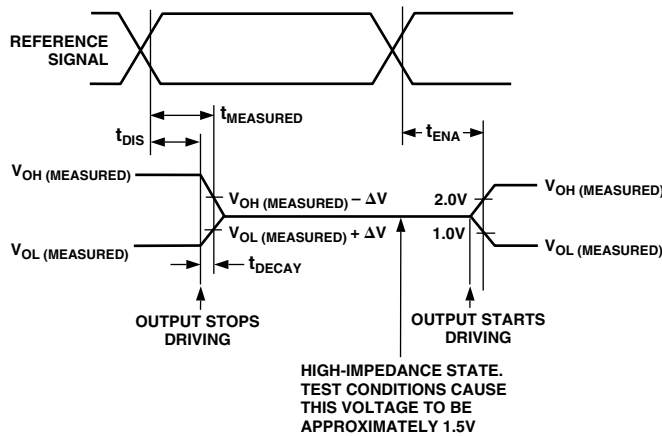 REFERENCE
SIGNAL
tMEASURED
tDIS
tENA
VOH (MEASURED)
VOH (MEASURED) – ΔV
2.0V
VOH (MEASURED)
VOL (MEASURED)
VOL (MEASURED) + ΔV
1.0V
VOL (MEASURED)
tDECAY
OUTPUT STOPS
DRIVING
OUTPUT STARTS
DRIVING
HIGH-IMPEDANCE STATE.
TEST CONDITIONS CAUSE
THIS VOLTAGE TO BE
APPROXIMATELY 1.5V